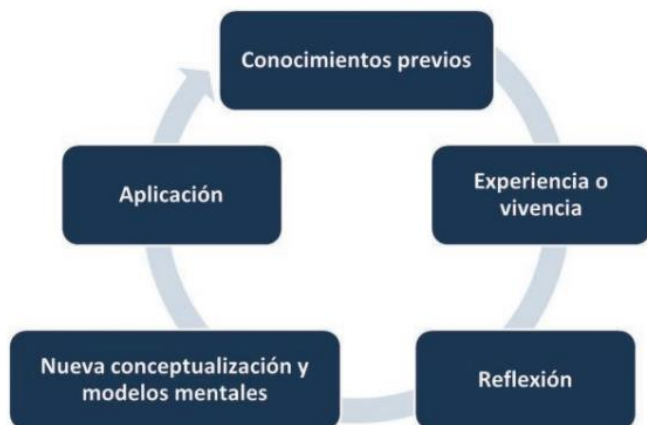 Conocimientos previos
Experiencia o
vivencia
Reflexión
Nueva conceptualización y
modelos mentales
Aplicación